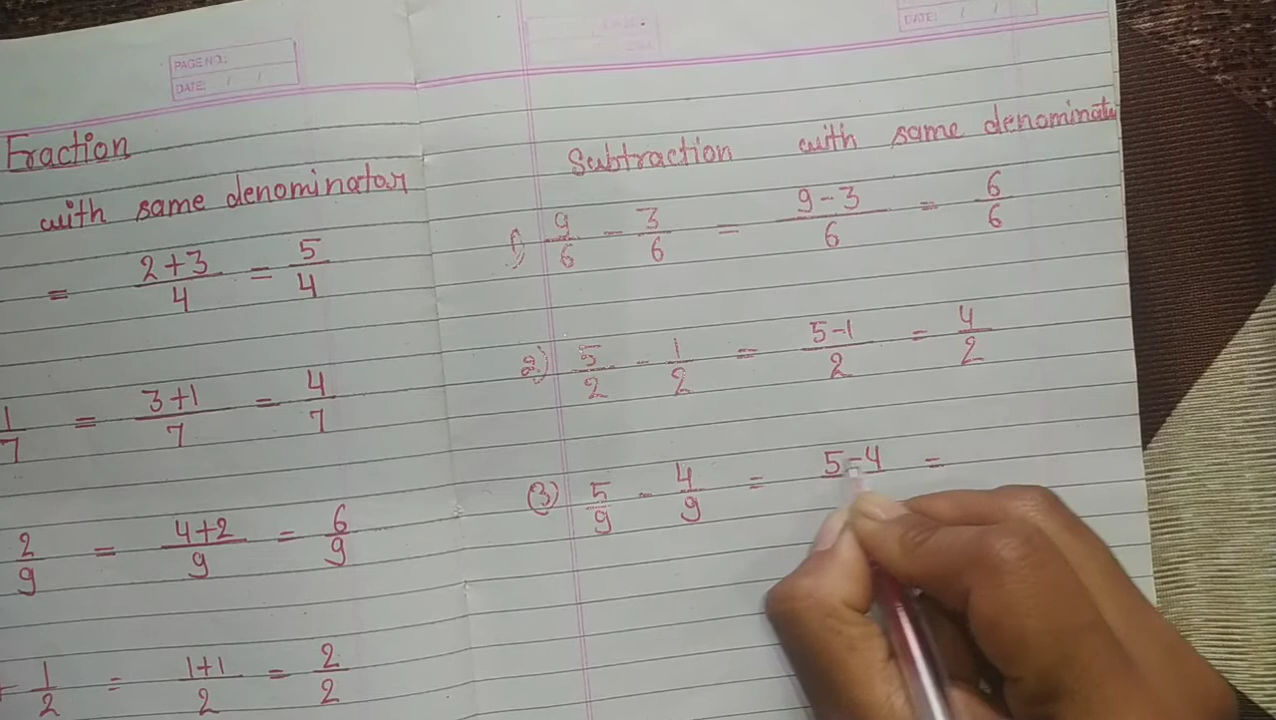 PAGE NO.:
DATE: / /
DATE: / /
Fraction
with same denominator
= 2+3/4 = 5/4
1/7 = 3+1/7 = 4/7
2/9 = 4+2/9 = 6/9
+ 1/2 = 1+1/2 = 2/2
Subtraction with same denominat
1) 9/6 - 3/6 = 9-3/6 = 6/6
2) 5/2 - 1/2 = 5-1/2 = 4/2
(3) 5/9 - 4/9 = 5-4 =